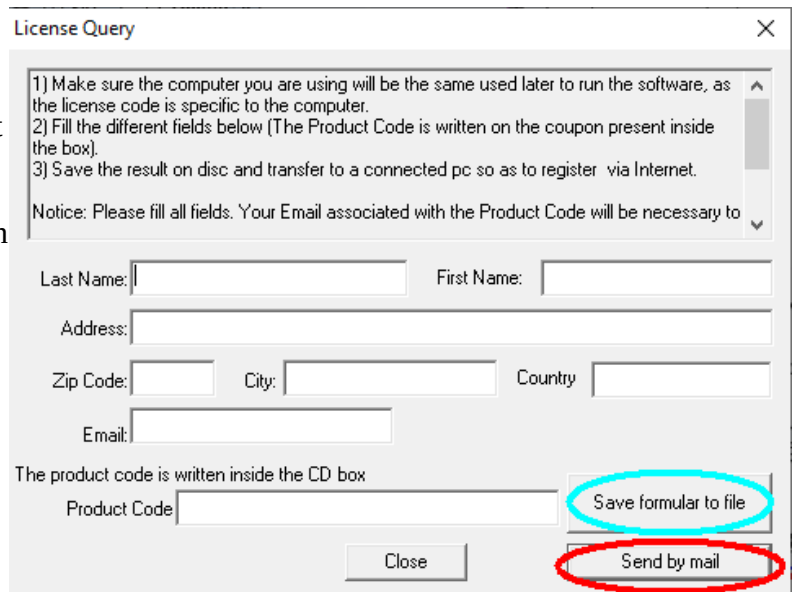 License Query
1) Make sure the computer you are using will be the same used later to run the software, as
the license code is specific to the computer.
2) Fill the different fields below (The Product Code is written on the coupon present inside
the box).
3) Save the result on disc and transfer to a connected pc so as to register via Internet.
Notice: Please fill all fields. Your Email associated with the Product Code will be necessary to
Last Name: First Name:
Address:
Zip Code: City: Country
Email:
The product code is written inside the CD box
Product Code
Save formular to file
Close Send by mail